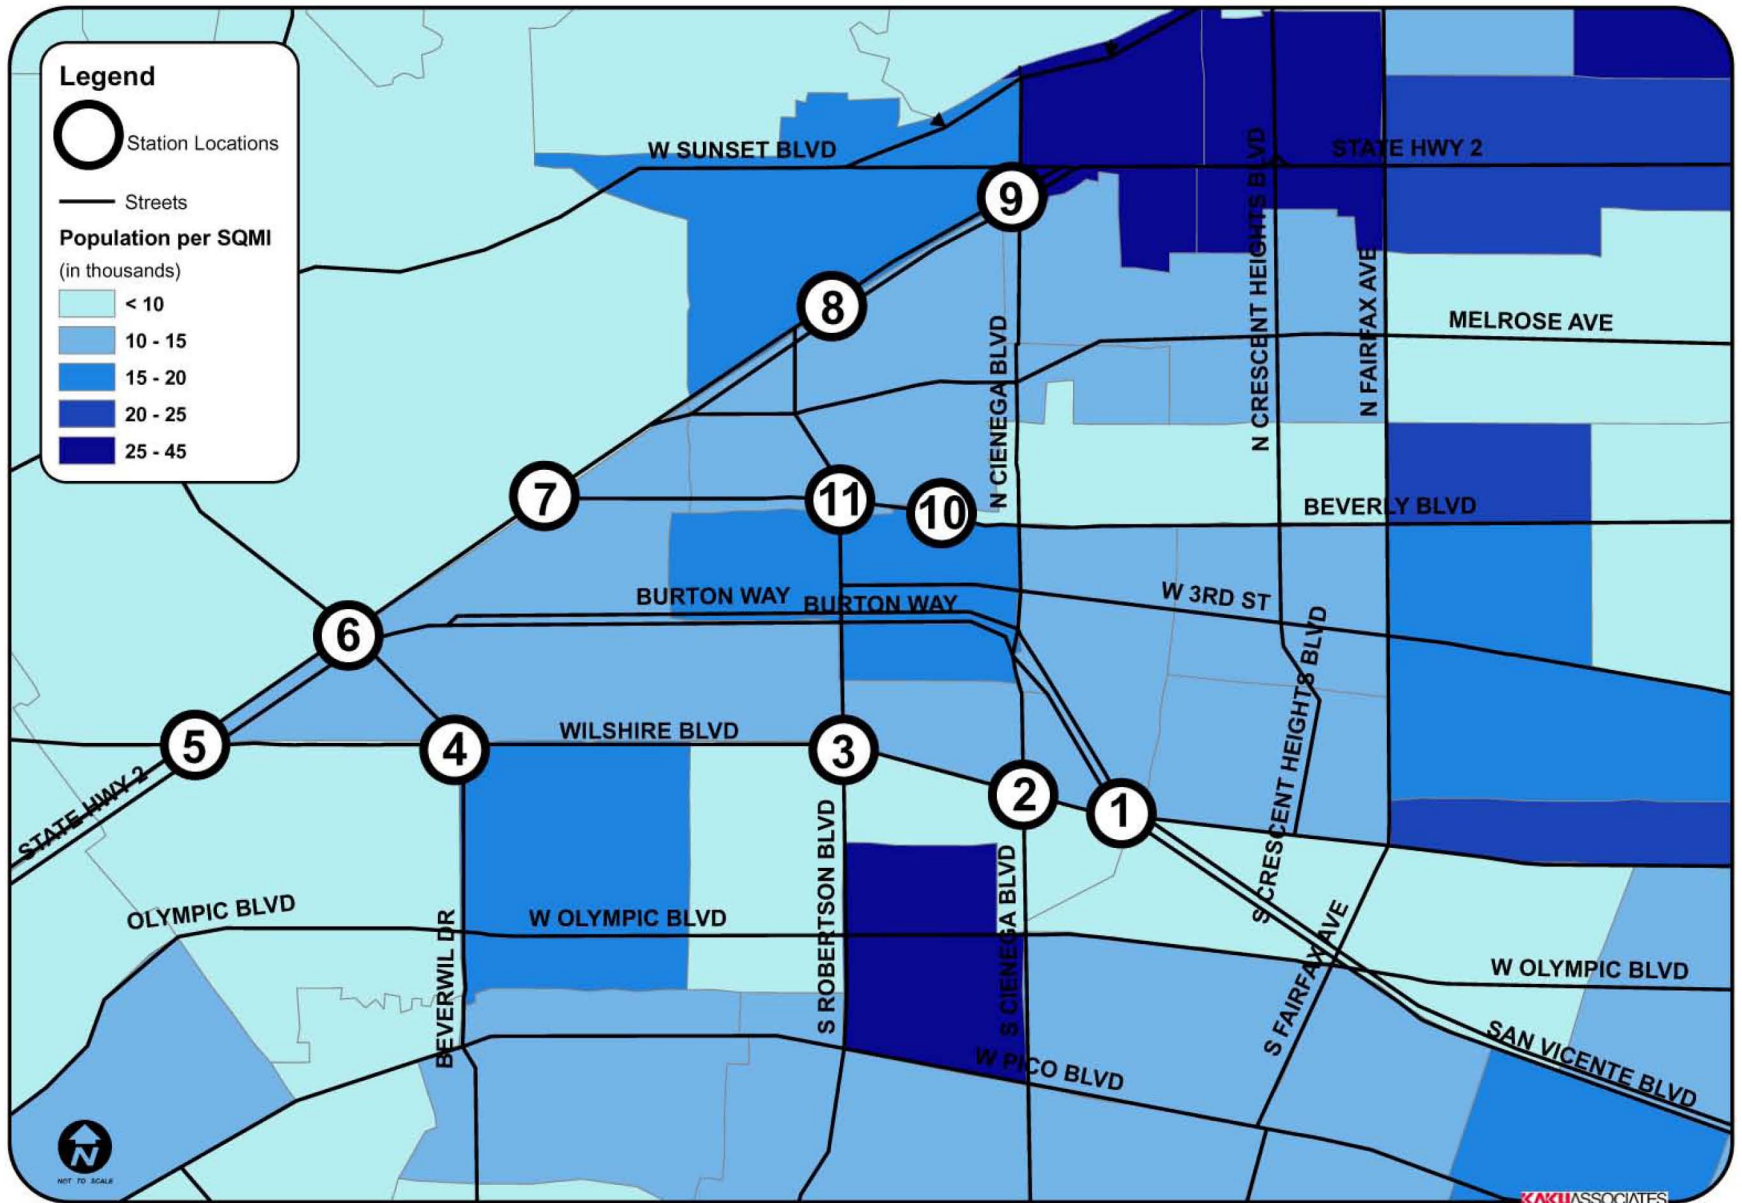 Legend
Station Locations
Streets
Population per SQMI
(in thousands)
< 10
10 - 15
15 - 20
20 - 25
25 - 45
W SUNSET BLVD
STATE HWY 2
9
N CRESCENT HEIGHTS BLVD
N FAIRFAX AVE
8
MELROSE AVE
N CIENEGA BLVD
7
11
10
BEVERLY BLVD
BURTON WAY
BURTON WAY
W 3RD ST
6
S CRESCENT HEIGHTS BLVD
5
4
WILSHIRE BLVD
3
2
1
STATE HWY 2
S ROBERTSON BLVD
S CIENEGA BLVD
OLYMPIC BLVD
BEVERWIL DR
W OLYMPIC BLVD
S FAIRFAX AVE
W OLYMPIC BLVD
W PICO BLVD
SAN VICENTE BLVD
N
NOT TO SCALE
KAKU ASSOCIATES